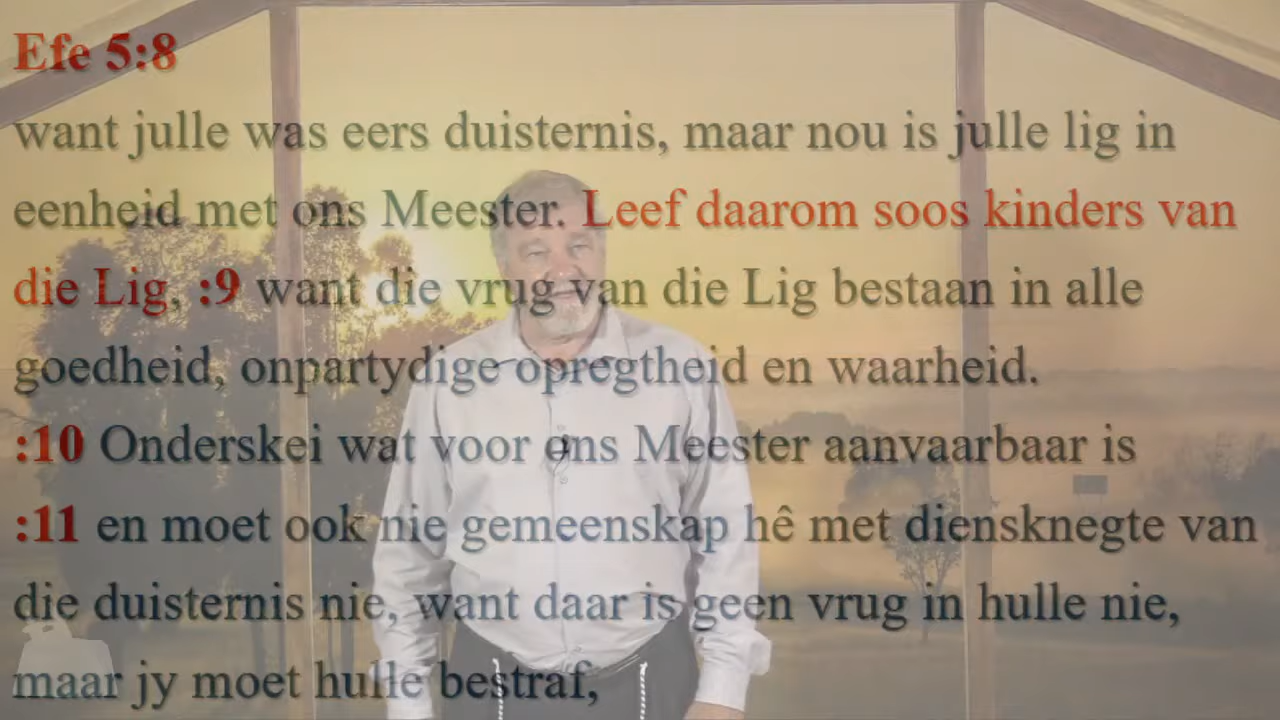 Efe 5:8
want julle was eers duisternis, maar nou is julle lig in
eenheid met ons Meester. Leef daarom soos kinders van
die Lig, :9 want die vrug van die Lig bestaan in alle
goedheid, onpartydige opregtheid en waarheid.
:10 Onderskei wat voor ons Meester aanvaarbaar is
:11 en moet ook nie gemeenskap hê met diensknegte van
die duisternis nie, want daar is geen vrug in hulle nie,
maar jy moet hulle bestraf,